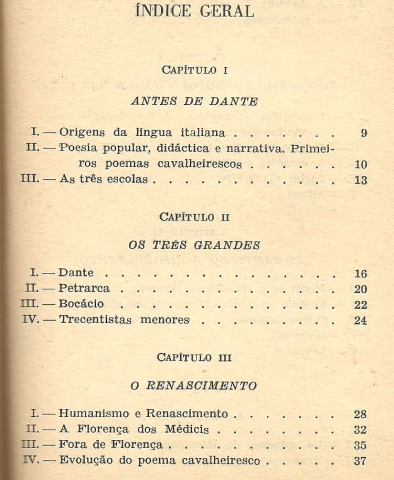 ÍNDICE GERAL
CAPÍTULO I
ANTES DE DANTE
I. — Origens da língua italiana . . . . . . . 9
II. — Poesia popular, didáctica e narrativa. Primei-
ros poemas cavalheirescos . . . . . . 10
III. — As três escolas . . . . . . . . . . . 13
CAPÍTULO II
OS TRÊS GRANDES
I. — Dante . . . . . . . . . . . . . 16
II. — Petrarca . . . . . . . . . . . . 20
III. — Bocácio . . . . . . . . . . . . 22
IV. — Trecentistas menores . . . . . . . . . 24
CAPÍTULO III
O RENASCIMENTO
I. — Humanismo e Renascimento . . . . . . . 28
II. — A Florença dos Médicis . . . . . . . . 32
III. — Fora de Florença . . . . . . . . . . 35
IV. — Evolução do poema cavalheiresco . . . . . 37